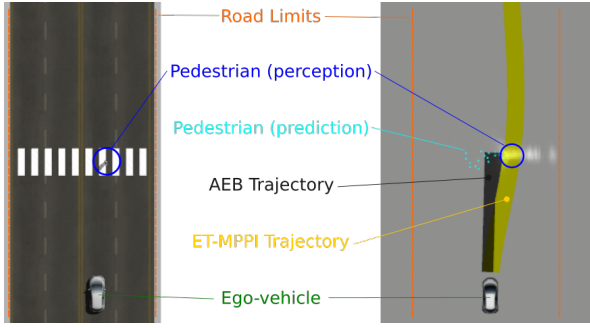 Road Limits
Pedestrian (perception)
Pedestrian (prediction)
AEB Trajectory
ET-MPPI Trajectory
Ego-vehicle